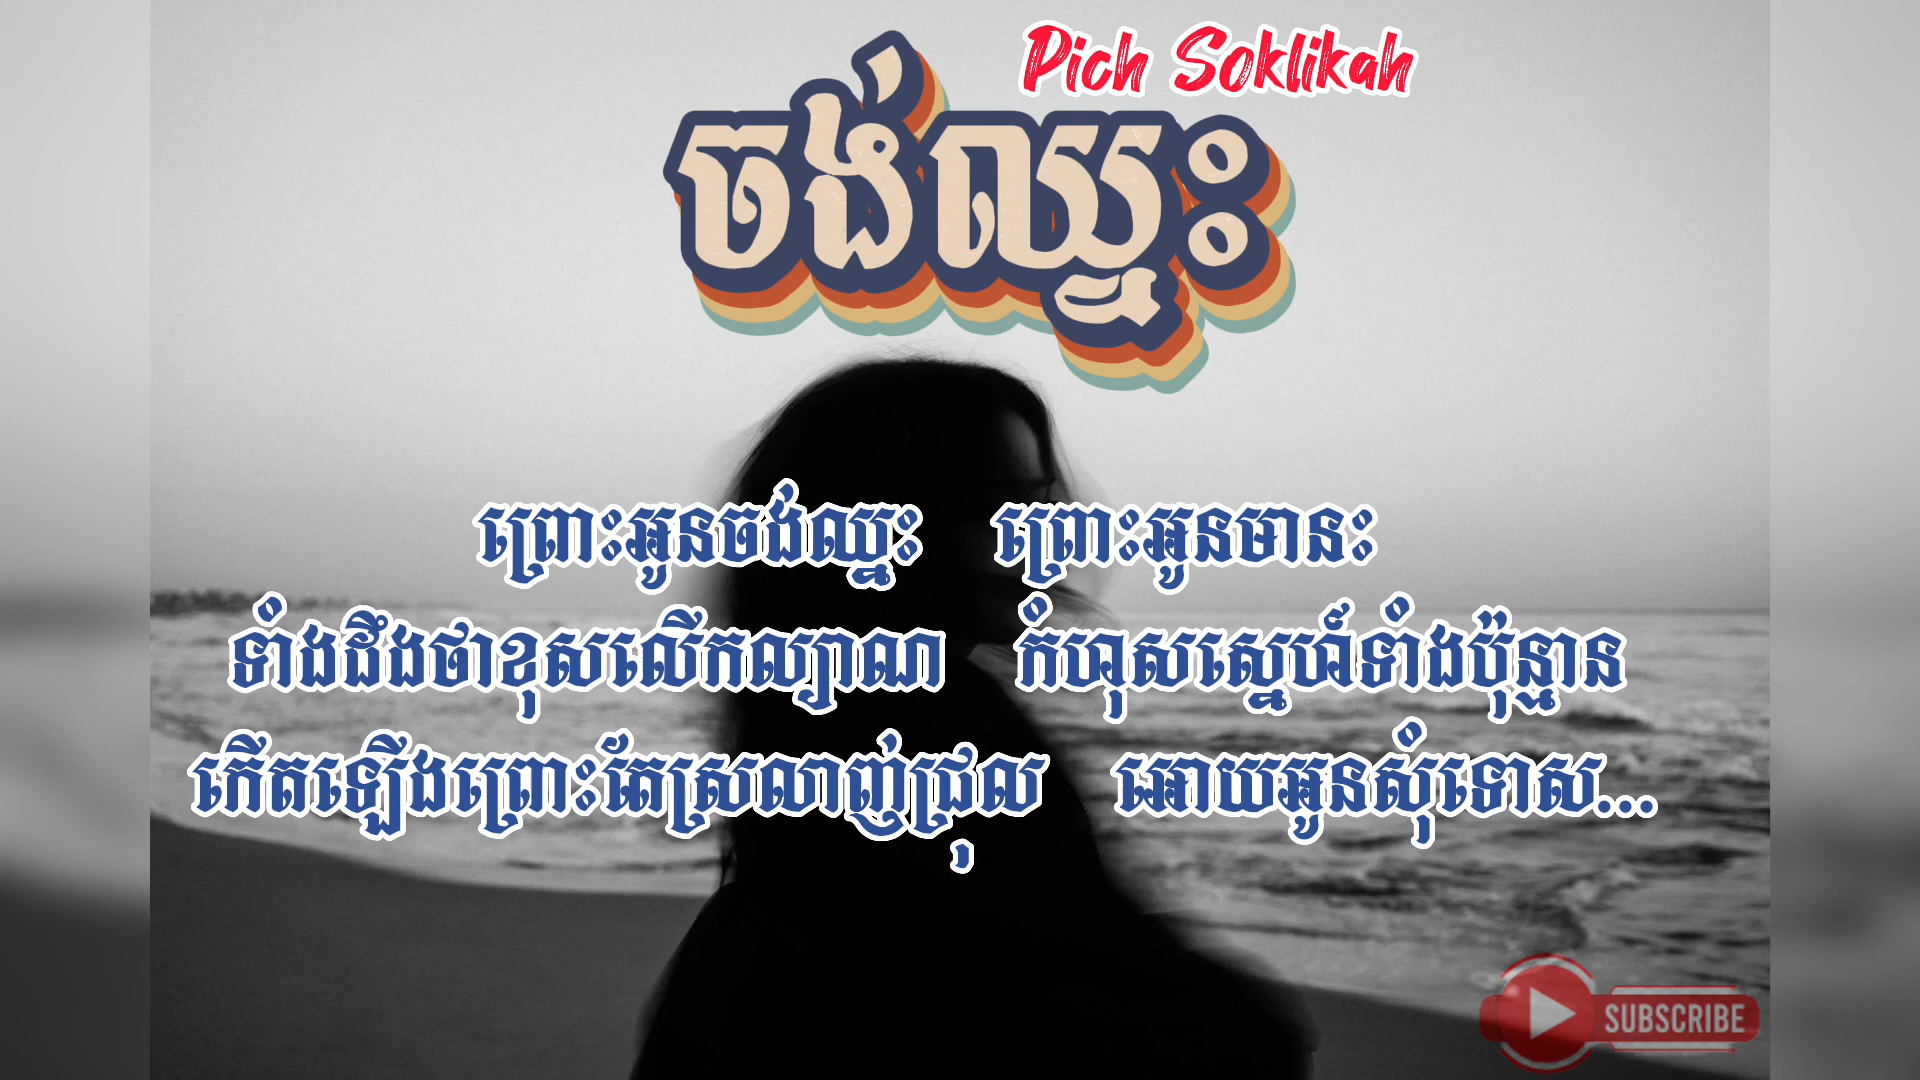 Pich Soklikah
ចង់ឈ្នះ
ព្រោះអូនចង់ឈ្នះ ព្រោះអូនមានះ
ទាំងដឹងថាខុសលើកល្បាណ កំហុសស្នេហ៍ទាំងប៉ុន្មាន
កើតឡើងព្រោះតែស្រលាញ់ជ្រុល អោយអូនសុំទោស...
SUBSCRIBE